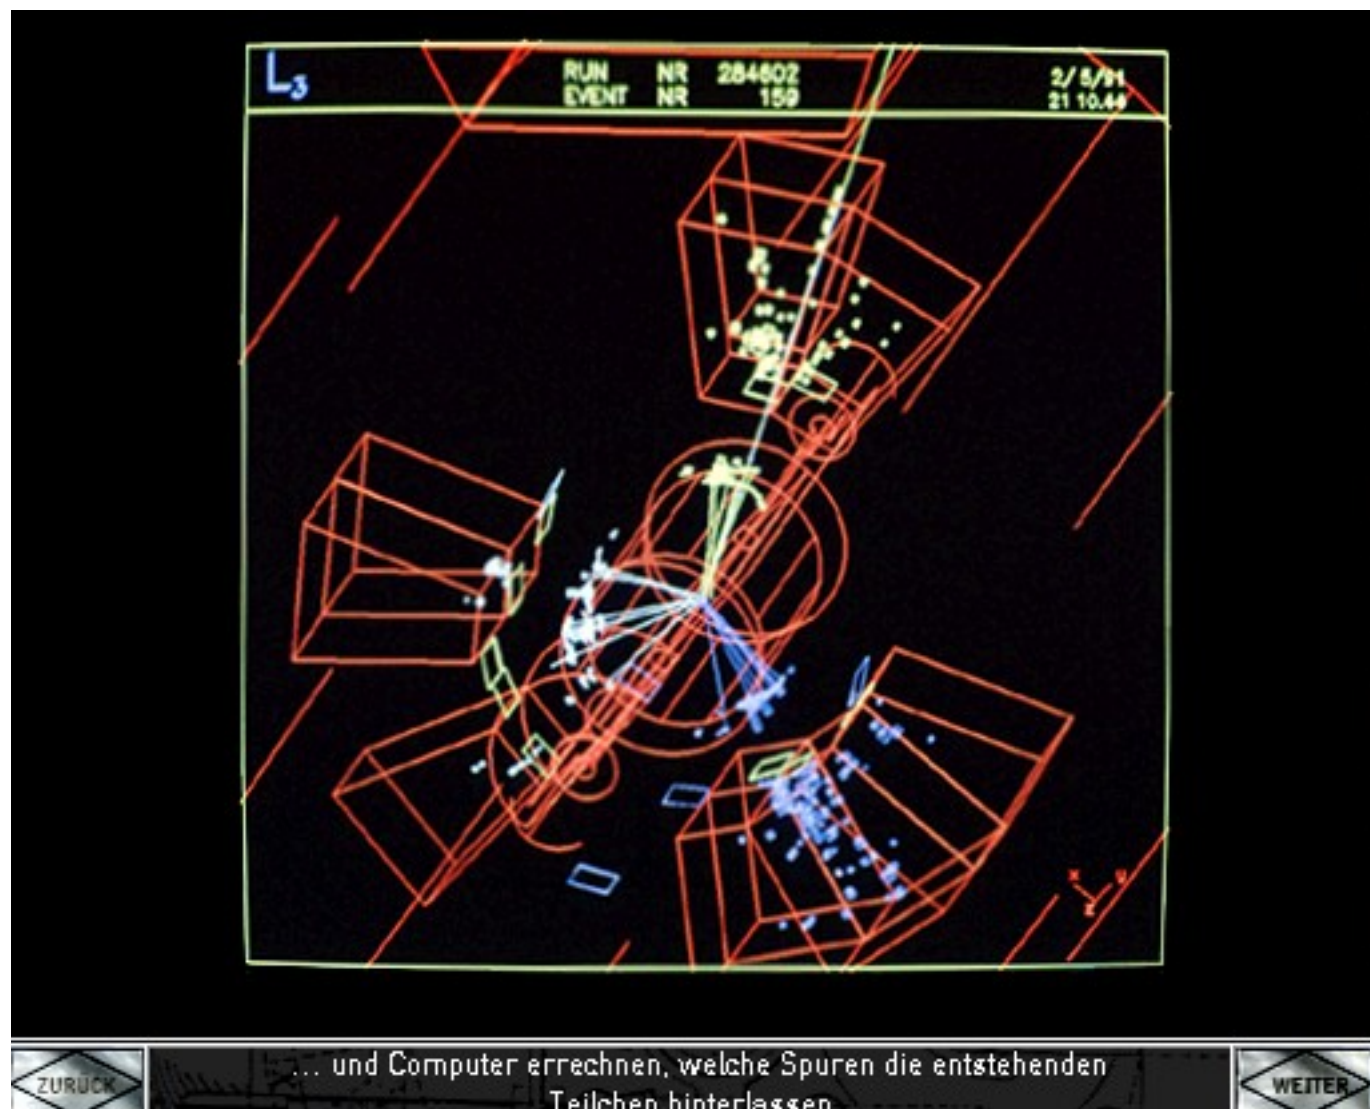 L3
RUN NR 284602
EVENT NR 159
2/5/91
21 10.44
X Y
Z
... und Computer errechnen, welche Spuren die entstehenden
Teilchen hinterlassen
ZURÜCK
WEITER